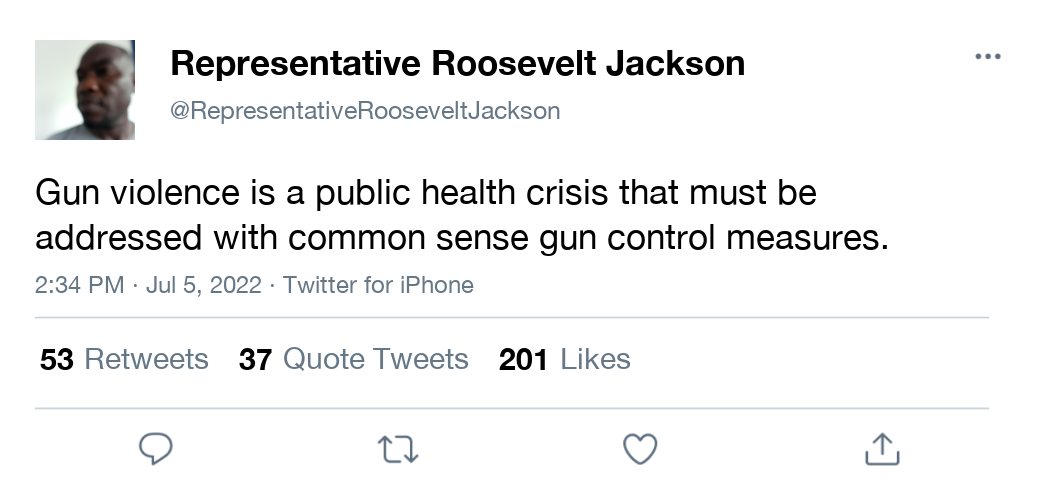 Representative Roosevelt Jackson
@RepresentativeRooseveltJackson
Gun violence is a public health crisis that must be
addressed with common sense gun control measures.
2:34 PM · Jul 5, 2022 · Twitter for iPhone
53 Retweets 37 Quote Tweets 201 Likes